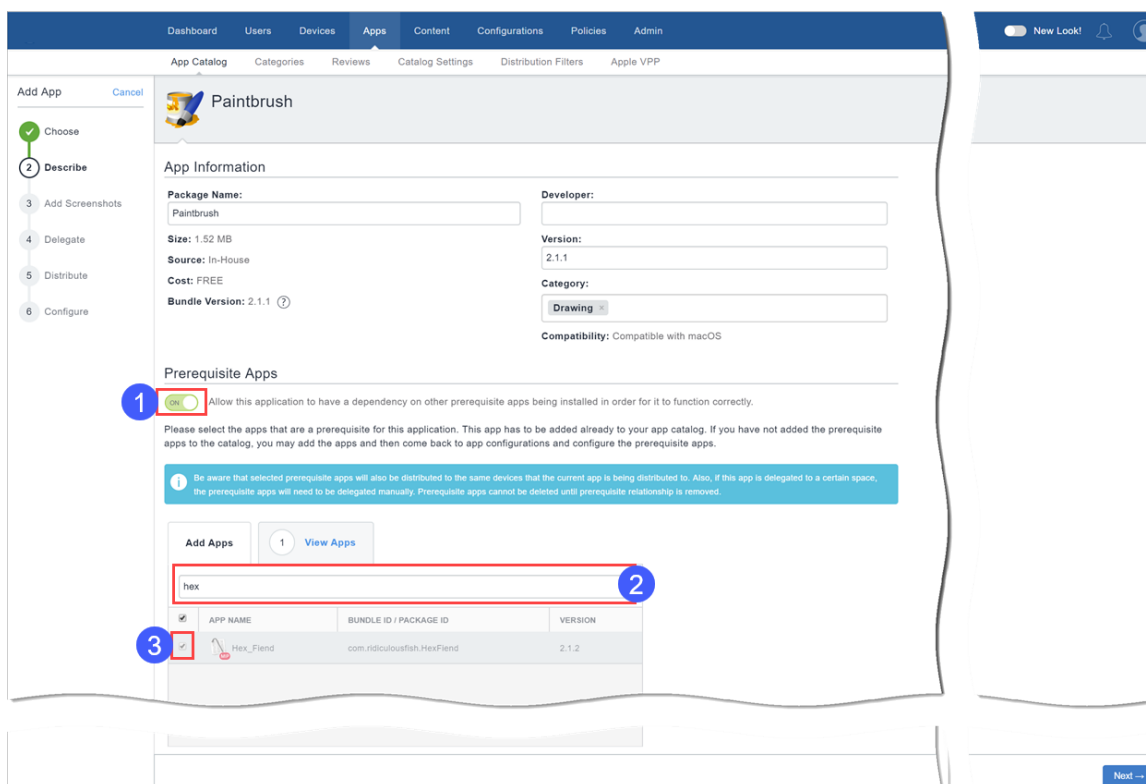 Dashboard Users Devices Apps Content Configurations Policies Admin New Look!
App Catalog Categories Reviews Catalog Settings Distribution Filters Apple VPP
Add App Cancel
Paintbrush
Choose
2 Describe
3 Add Screenshots
4 Delegate
5 Distribute
6 Configure
App Information
Package Name:
Paintbrush
Developer:
Size: 1.52 MB
Version:
2.1.1
Source: In-House
Cost: FREE
Category:
Bundle Version: 2.1.1 ?
Drawing ×
Compatibility: Compatible with macOS
Prerequisite Apps
1 ON Allow this application to have a dependency on other prerequisite apps being installed in order for it to function correctly.
Please select the apps that are a prerequisite for this application. This app has to be added already to your app catalog. If you have not added the prerequisite
apps to the catalog, you may add the apps and then come back to app configurations and configure the prerequisite apps.
i Be aware that selected prerequisite apps will also be distributed to the same devices that the current app is being distributed to. Also, if this app is delegated to a certain space,
the prerequisite apps will need to be delegated manually. Prerequisite apps cannot be deleted until prerequisite relationship is removed.
Add Apps 1 View Apps
hex 2
APP NAME BUNDLE ID / PACKAGE ID VERSION
3 Hex_Fiend com.ridiculousfish.HexFiend 2.1.2
Next →